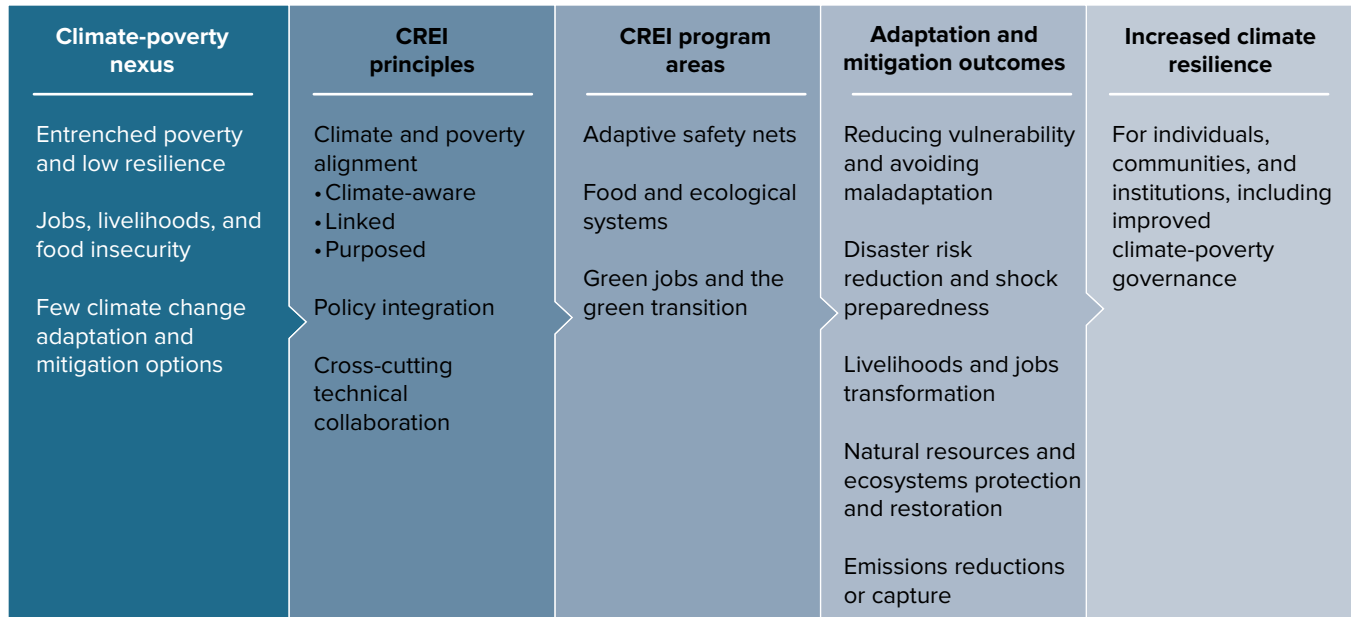 Climate-poverty
nexus
Entrenched poverty
and low resilience
Jobs, livelihoods, and
food insecurity
Few climate change
adaptation and
mitigation options
CREI
principles
Climate and poverty
alignment
• Climate-aware
• Linked
• Purposed
Policy integration
Cross-cutting
technical
collaboration
CREI program
areas
Adaptive safety nets
Food and ecological
systems
Green jobs and the
green transition
Adaptation and
mitigation outcomes
Reducing vulnerability
and avoiding
maladaptation
Disaster risk
reduction and shock
preparedness
Livelihoods and jobs
transformation
Natural resources and
ecosystems protection
and restoration
Emissions reductions
or capture
Increased climate
resilience
For individuals,
communities, and
institutions, including
improved
climate-poverty
governance